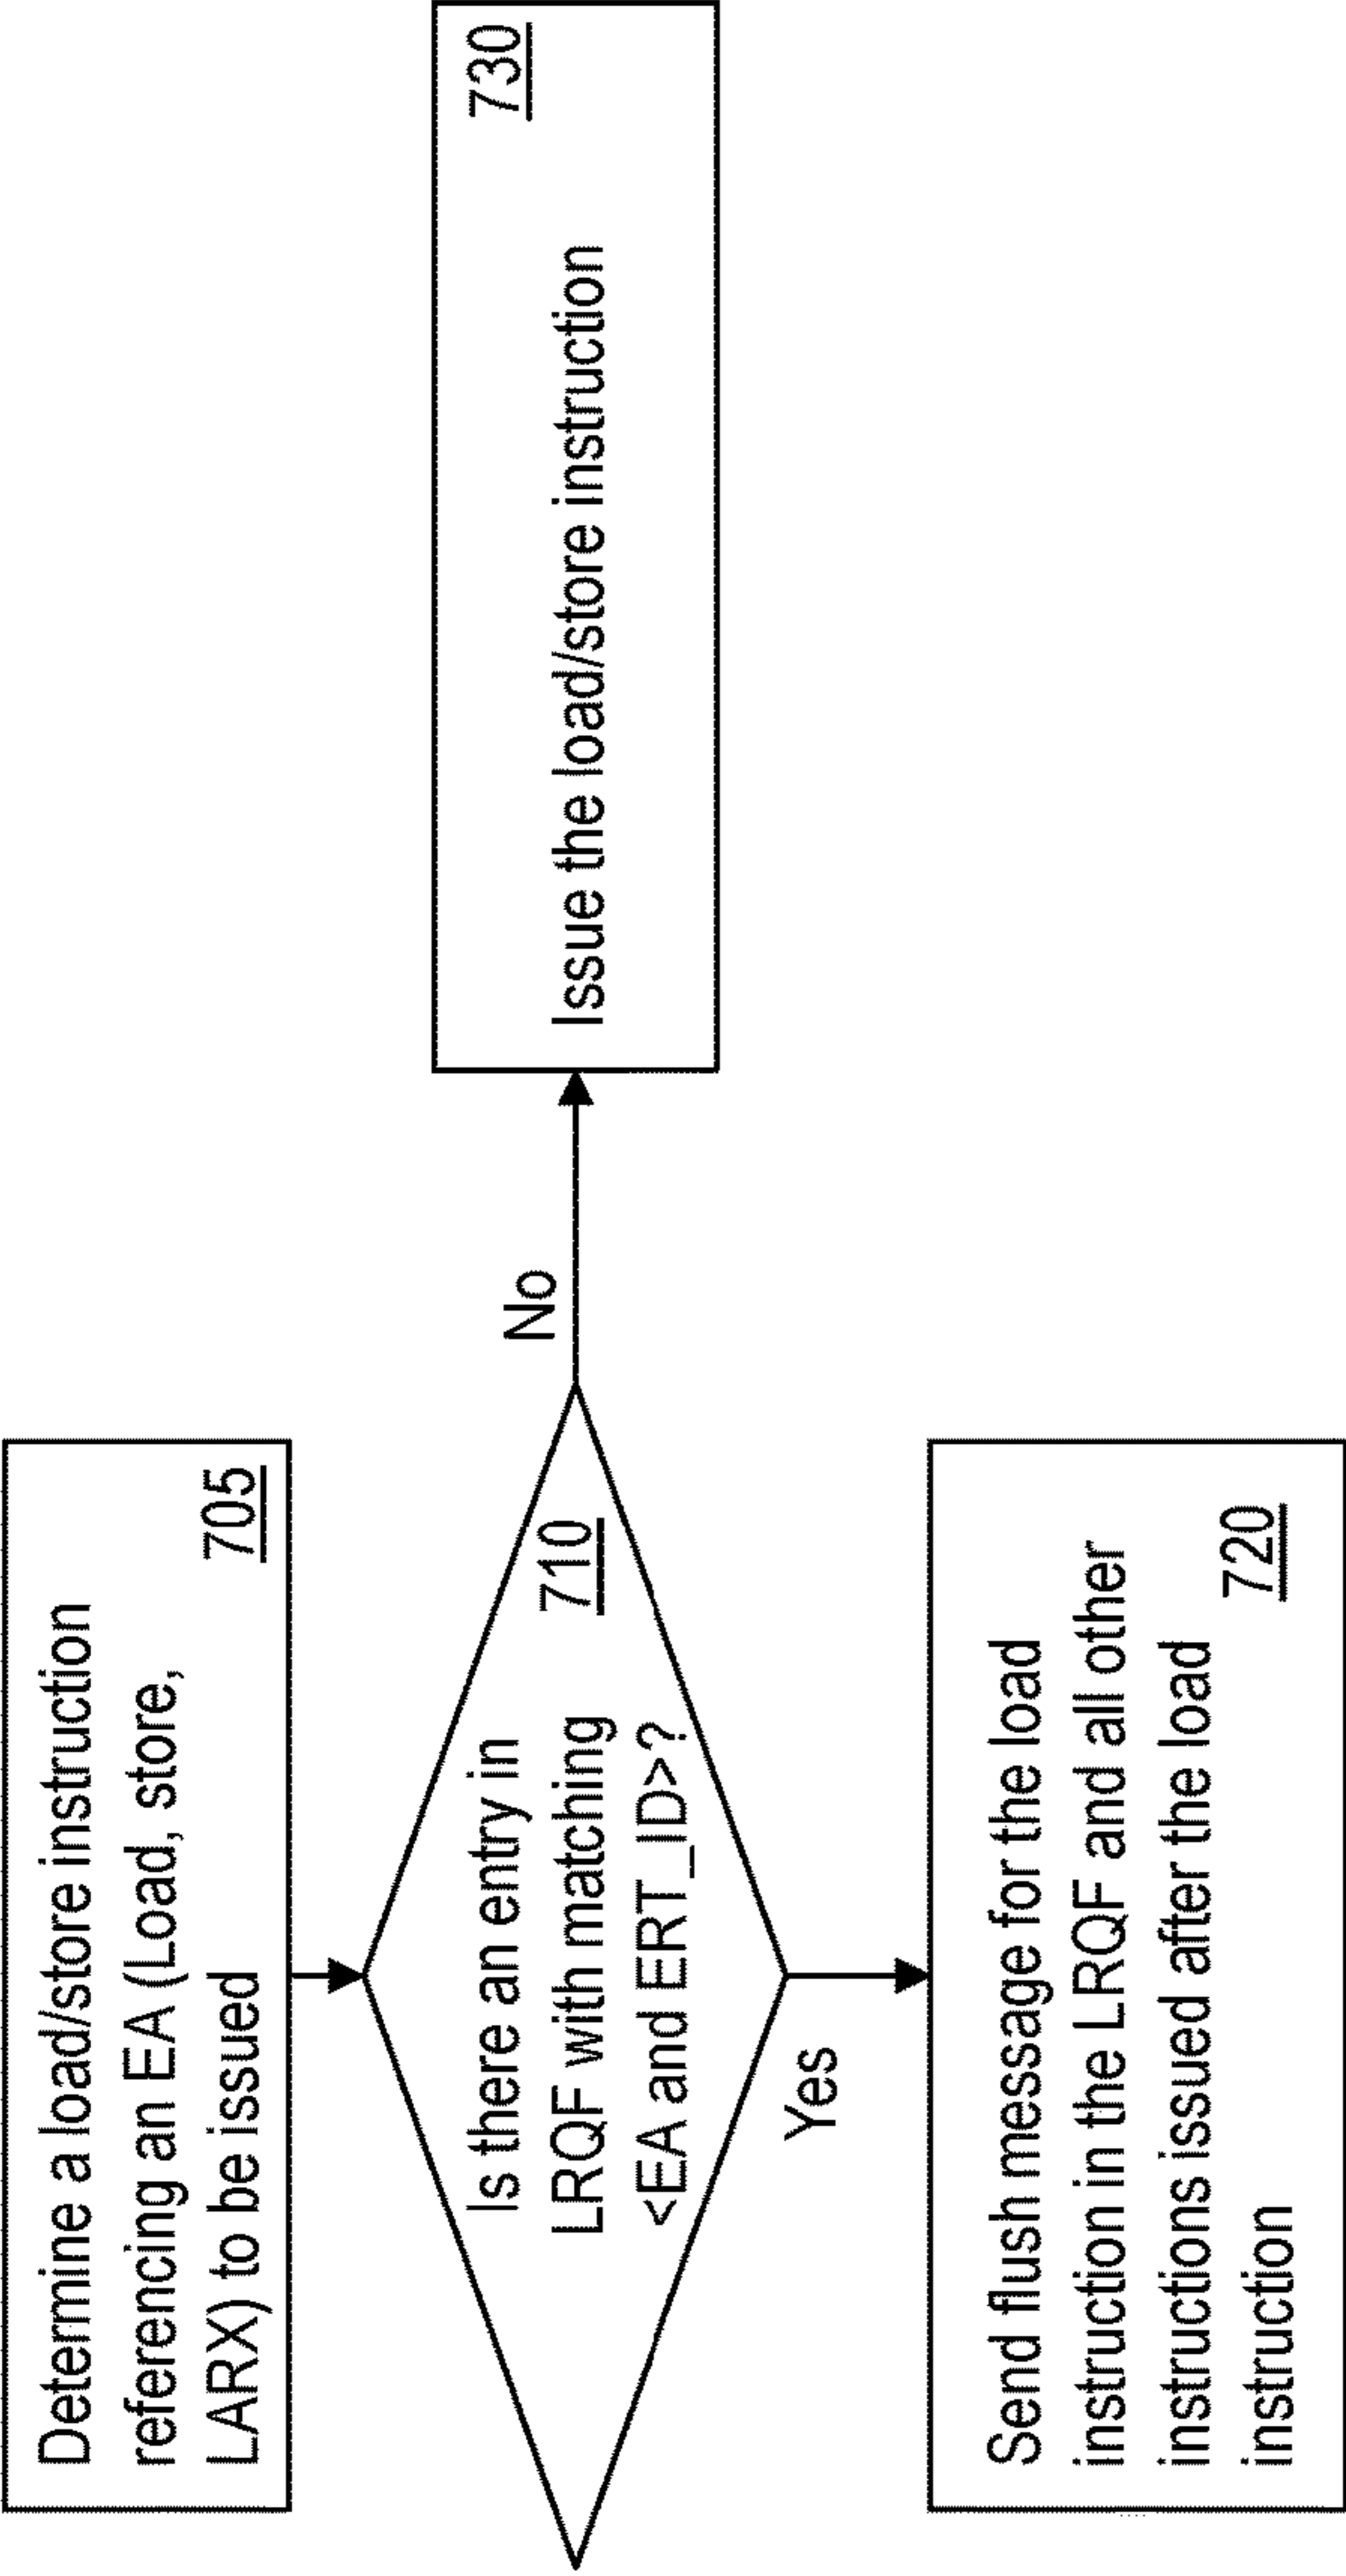 Determine a load/store instruction
referencing an EA (Load, store,
LARX) to be issued
705
Is there an entry in
LRQF with matching
<EA and ERT_ID>?
710
No
Issue the load/store instruction
730
Yes
Send flush message for the load
instruction in the LRQF and all other
instructions issued after the load
instruction
720